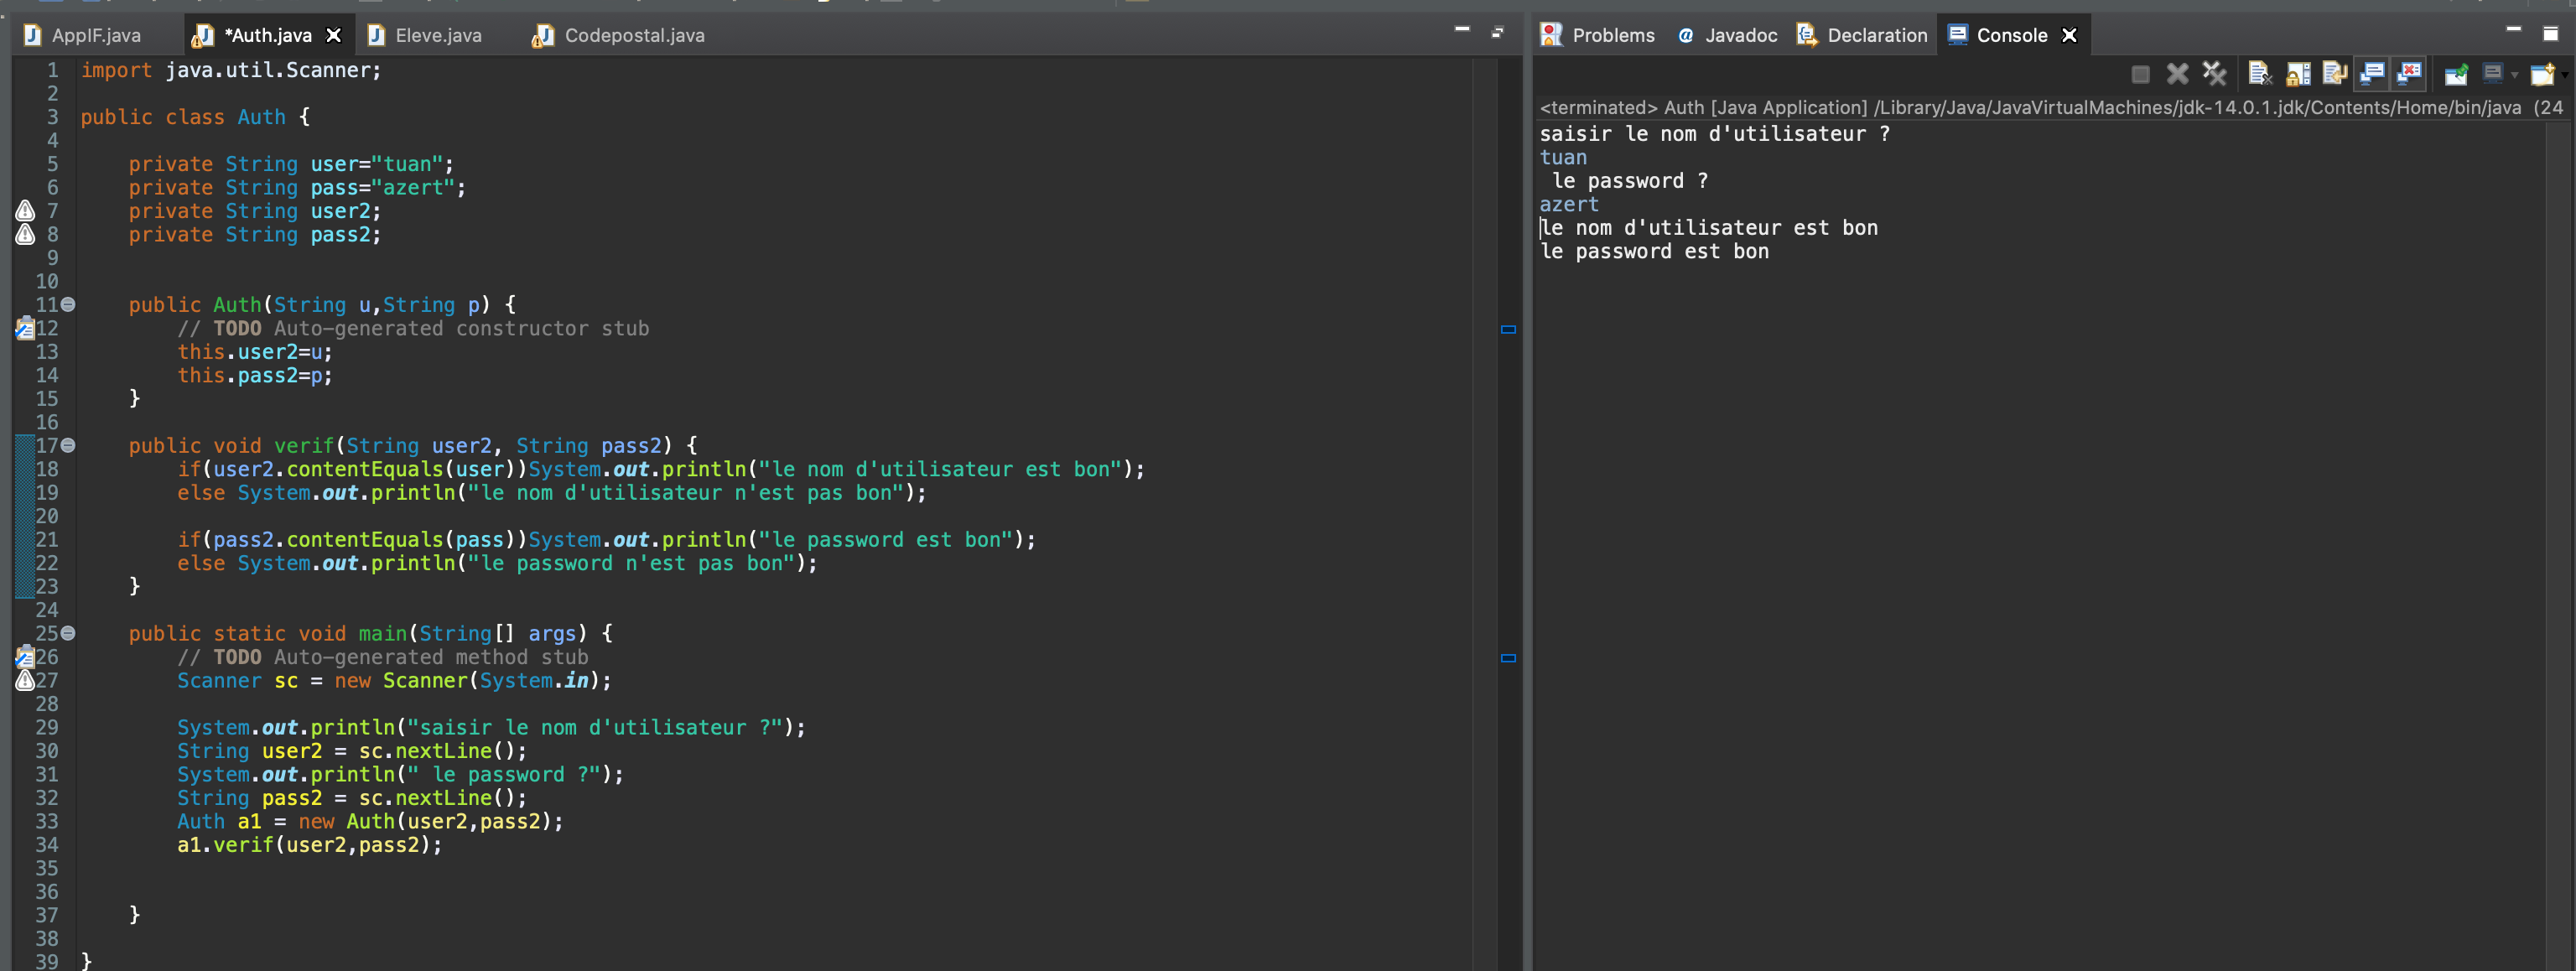 AppIF.java *Auth.java Eleve.java Codepostal.java
1 import java.util.Scanner;
2
3 public class Auth {
4
5 private String user="tuan";
6 private String pass="azert";
7 private String user2;
8 private String pass2;
9
10
11 public Auth(String u,String p) {
12 // TODO Auto-generated constructor stub
13 this.user2=u;
14 this.pass2=p;
15 }
16
17 public void verif(String user2, String pass2) {
18 if(user2.contentEquals(user))System.out.println("le nom d'utilisateur est bon");
19 else System.out.println("le nom d'utilisateur n'est pas bon");
20
21 if(pass2.contentEquals(pass))System.out.println("le password est bon");
22 else System.out.println("le password n'est pas bon");
23 }
24
25 public static void main(String[] args) {
26 // TODO Auto-generated method stub
27 Scanner sc = new Scanner(System.in);
28
29 System.out.println("saisir le nom d'utilisateur ?");
30 String user2 = sc.nextLine();
31 System.out.println(" le password ?");
32 String pass2 = sc.nextLine();
33 Auth a1 = new Auth(user2,pass2);
34 a1.verif(user2,pass2);
35
36
37 }
38
39 }
Problems Javadoc Declaration Console
<terminated> Auth [Java Application] /Library/Java/JavaVirtualMachines/jdk-14.0.1.jdk/Contents/Home/bin/java (24
saisir le nom d'utilisateur ?
tuan
le password ?
azert
le nom d'utilisateur est bon
le password est bon